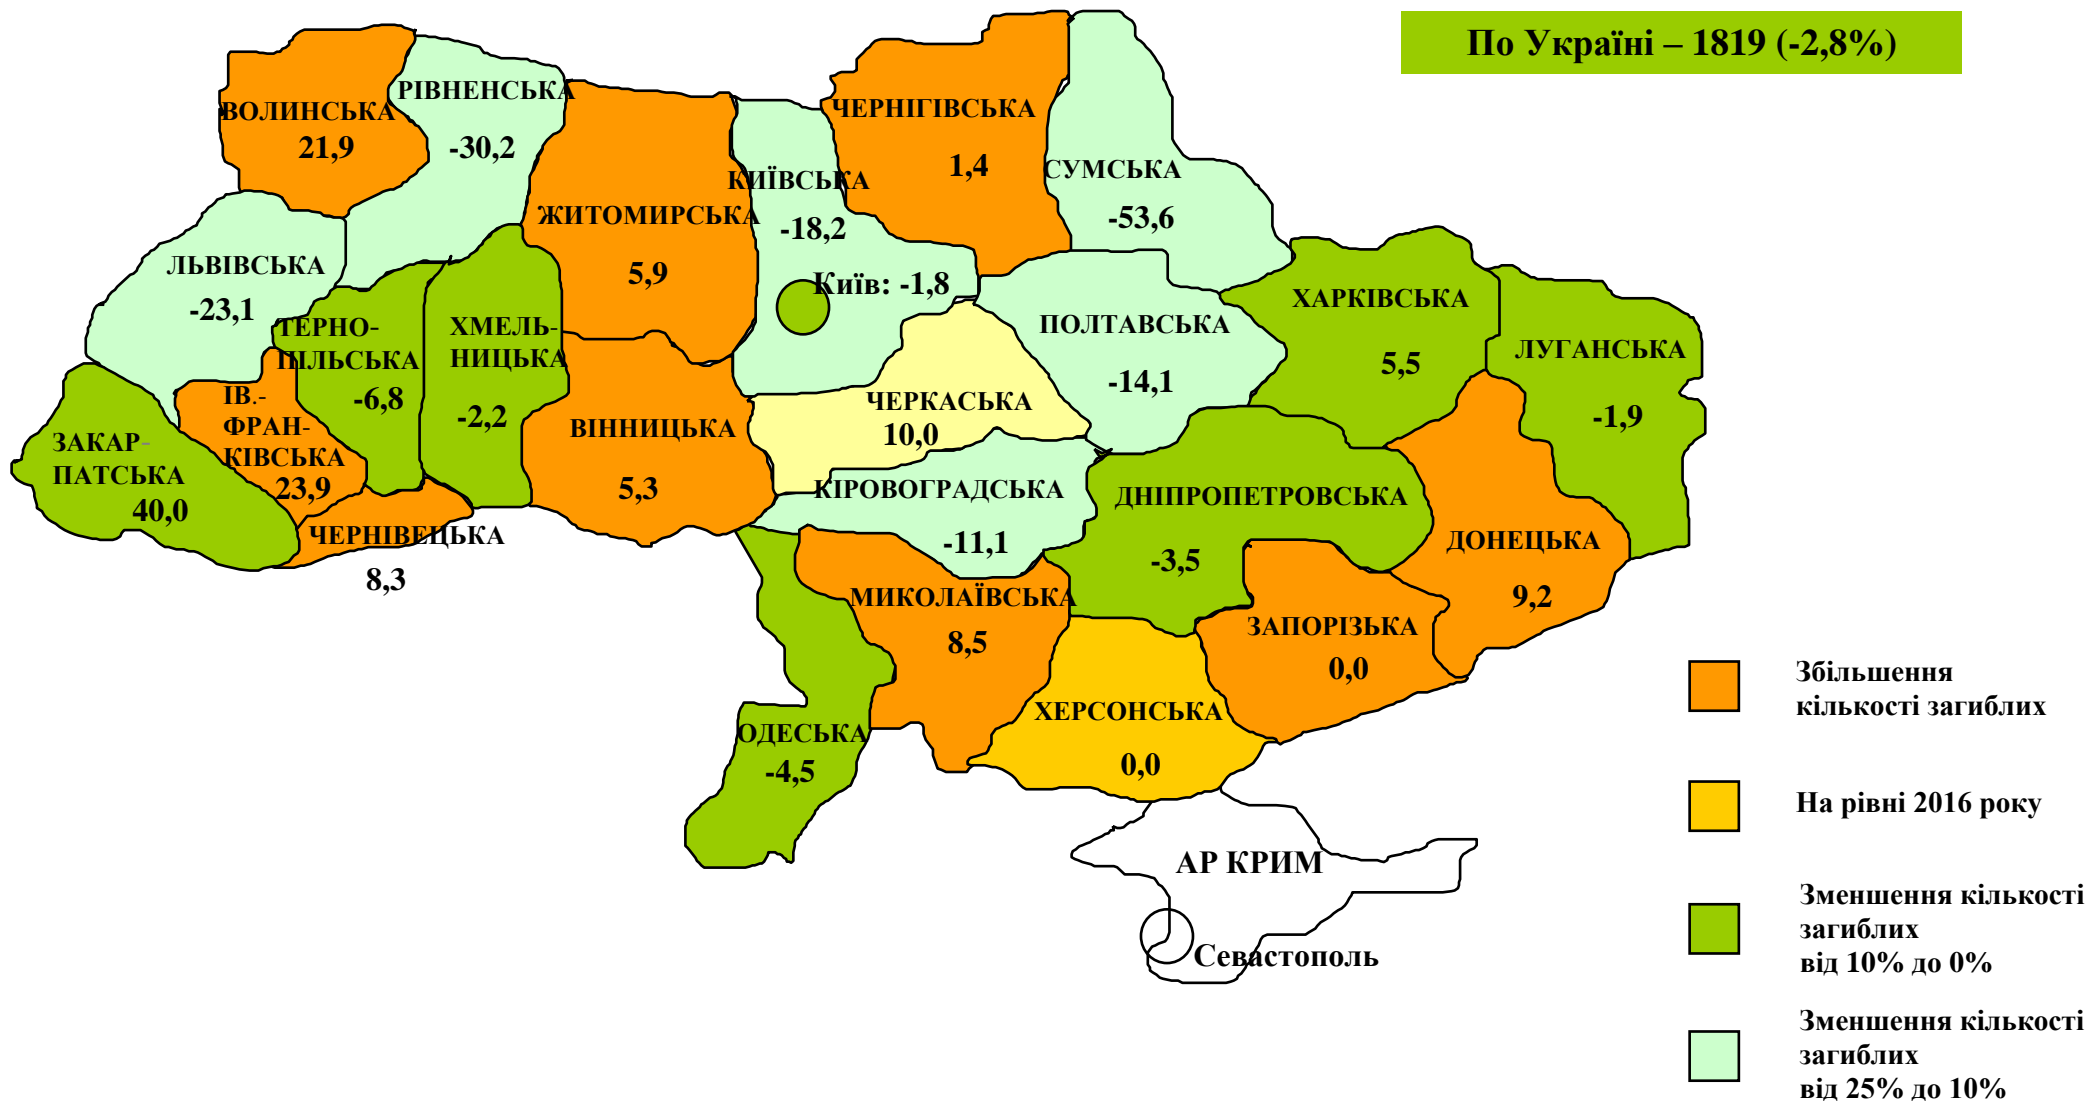 По Україні – 1819 (-2,8%)
ВОЛИНСЬКА
21,9
РІВНЕНСЬКА
-30,2
ЖИТОМИРСЬКА
5,9
КИЇВСЬКА
-18,2
Київ: -1,8
ЧЕРНІГІВСЬКА
1,4
СУМСЬКА
-53,6
ЛЬВІВСЬКА
-23,1
ТЕРНО-
ПІЛЬСЬКА
-6,8
ХМЕЛЬ-
НИЦЬКА
-2,2
ВІННИЦЬКА
5,3
ЧЕРКАСЬКА
10,0
ПОЛТАВСЬКА
-14,1
ХАРКІВСЬКА
5,5
ЛУГАНСЬКА
-1,9
ЗАКАР-
ПАТСЬКА
40,0
ІВ.-
ФРАН-
КІВСЬКА
23,9
ЧЕРНІВЕЦЬКА
8,3
КІРОВОГРАДСЬКА
-11,1
ДНІПРОПЕТРОВСЬКА
-3,5
ДОНЕЦЬКА
9,2
МИКОЛАЇВСЬКА
8,5
ЗАПОРІЗЬКА
0,0
ОДЕСЬКА
-4,5
ХЕРСОНСЬКА
0,0
АР КРИМ
Севастополь
Збільшення
кількості загиблих
На рівні 2016 року
Зменшення кількості
загиблих
від 10% до 0%
Зменшення кількості
загиблих
від 25% до 10%